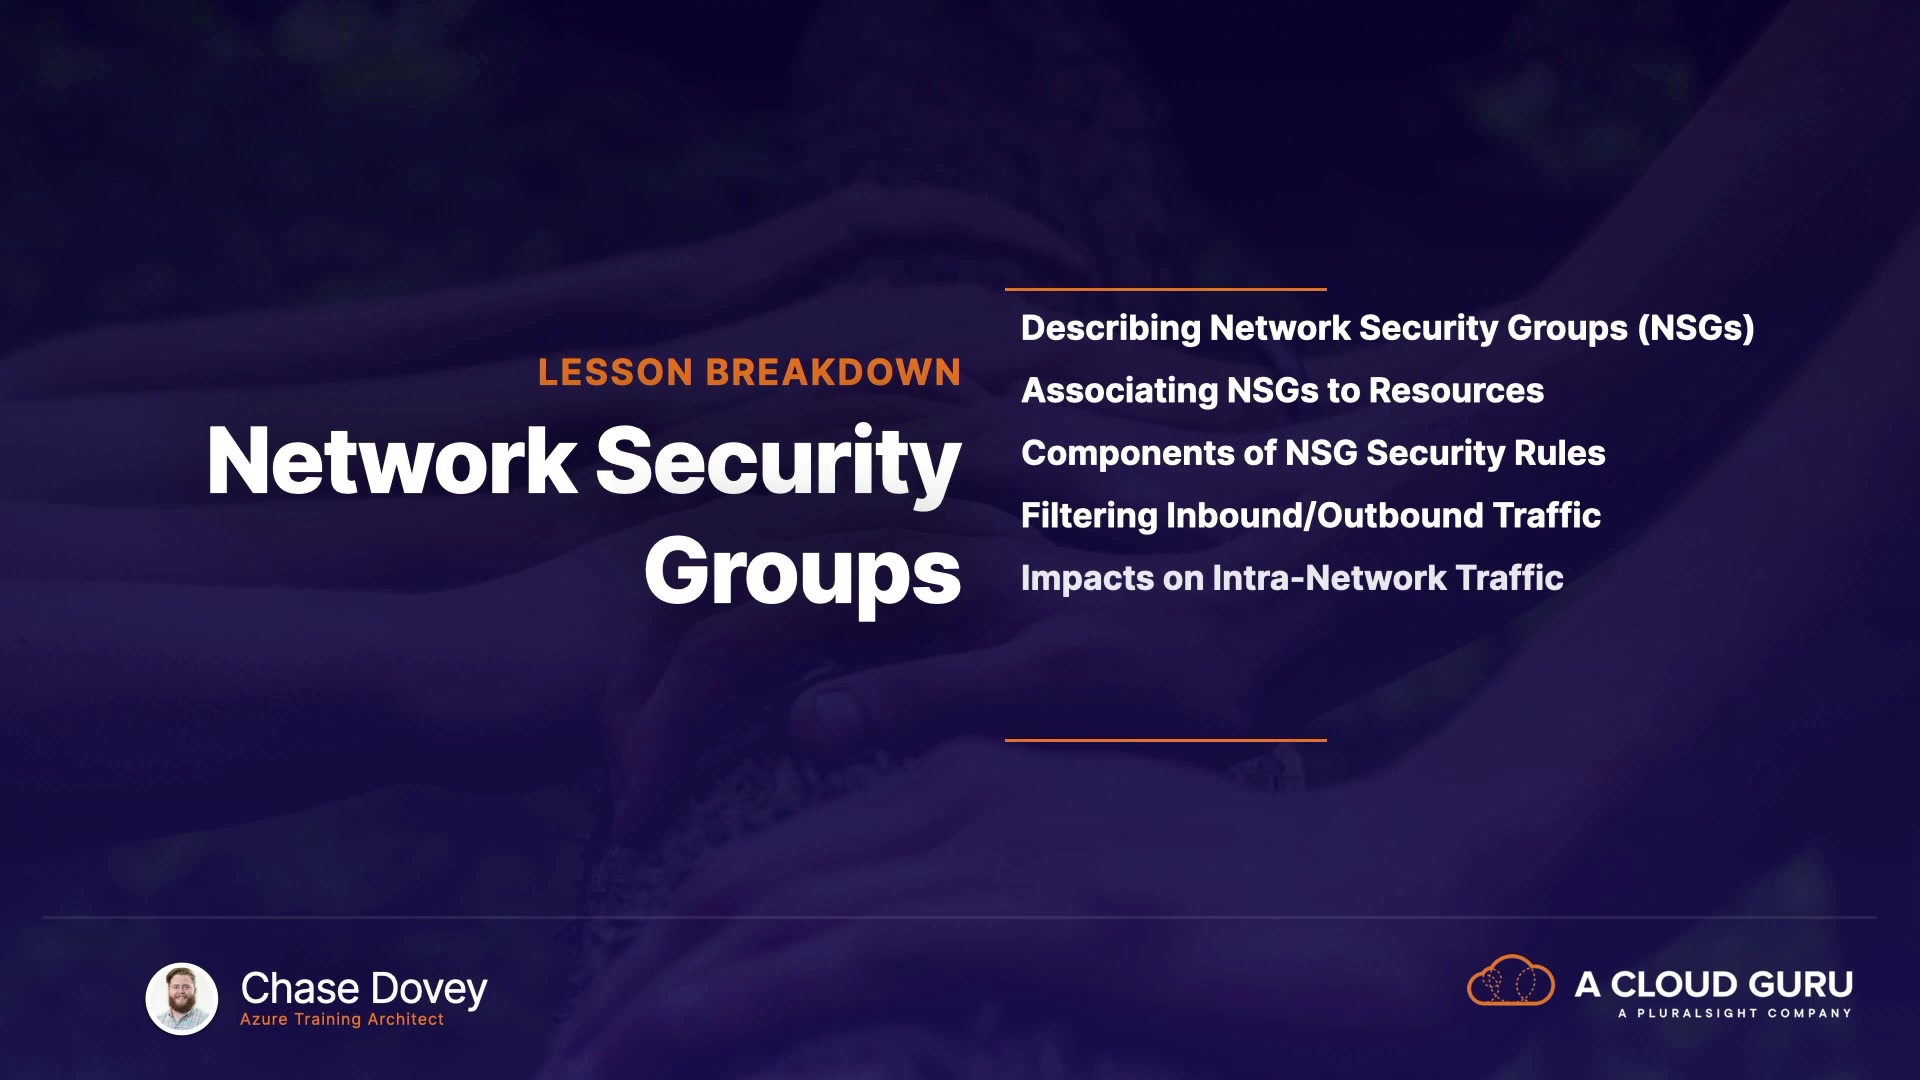 LESSON BREAKDOWN
Network Security
Groups
Describing Network Security Groups (NSGs)
Associating NSGs to Resources
Components of NSG Security Rules
Filtering Inbound/Outbound Traffic
Impacts on Intra-Network Traffic
Chase Dovey
Azure Training Architect
A CLOUD GURU
A PLURALSIGHT COMPANY